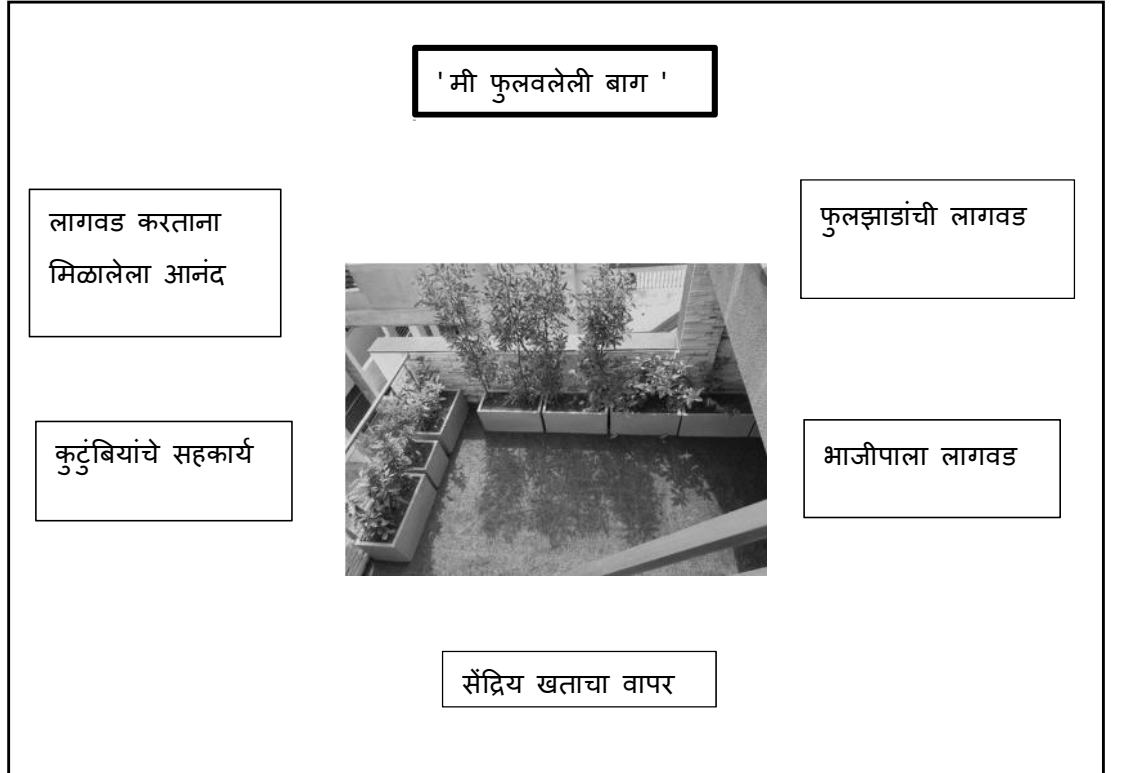 ' मी फुलवलेली बाग '
लागवड करताना
मिळालेला आनंद
फुलझाडांची लागवड
कुटुंबियांचे सहकार्य
भाजीपाला लागवड
सेंद्रिय खताचा वापर